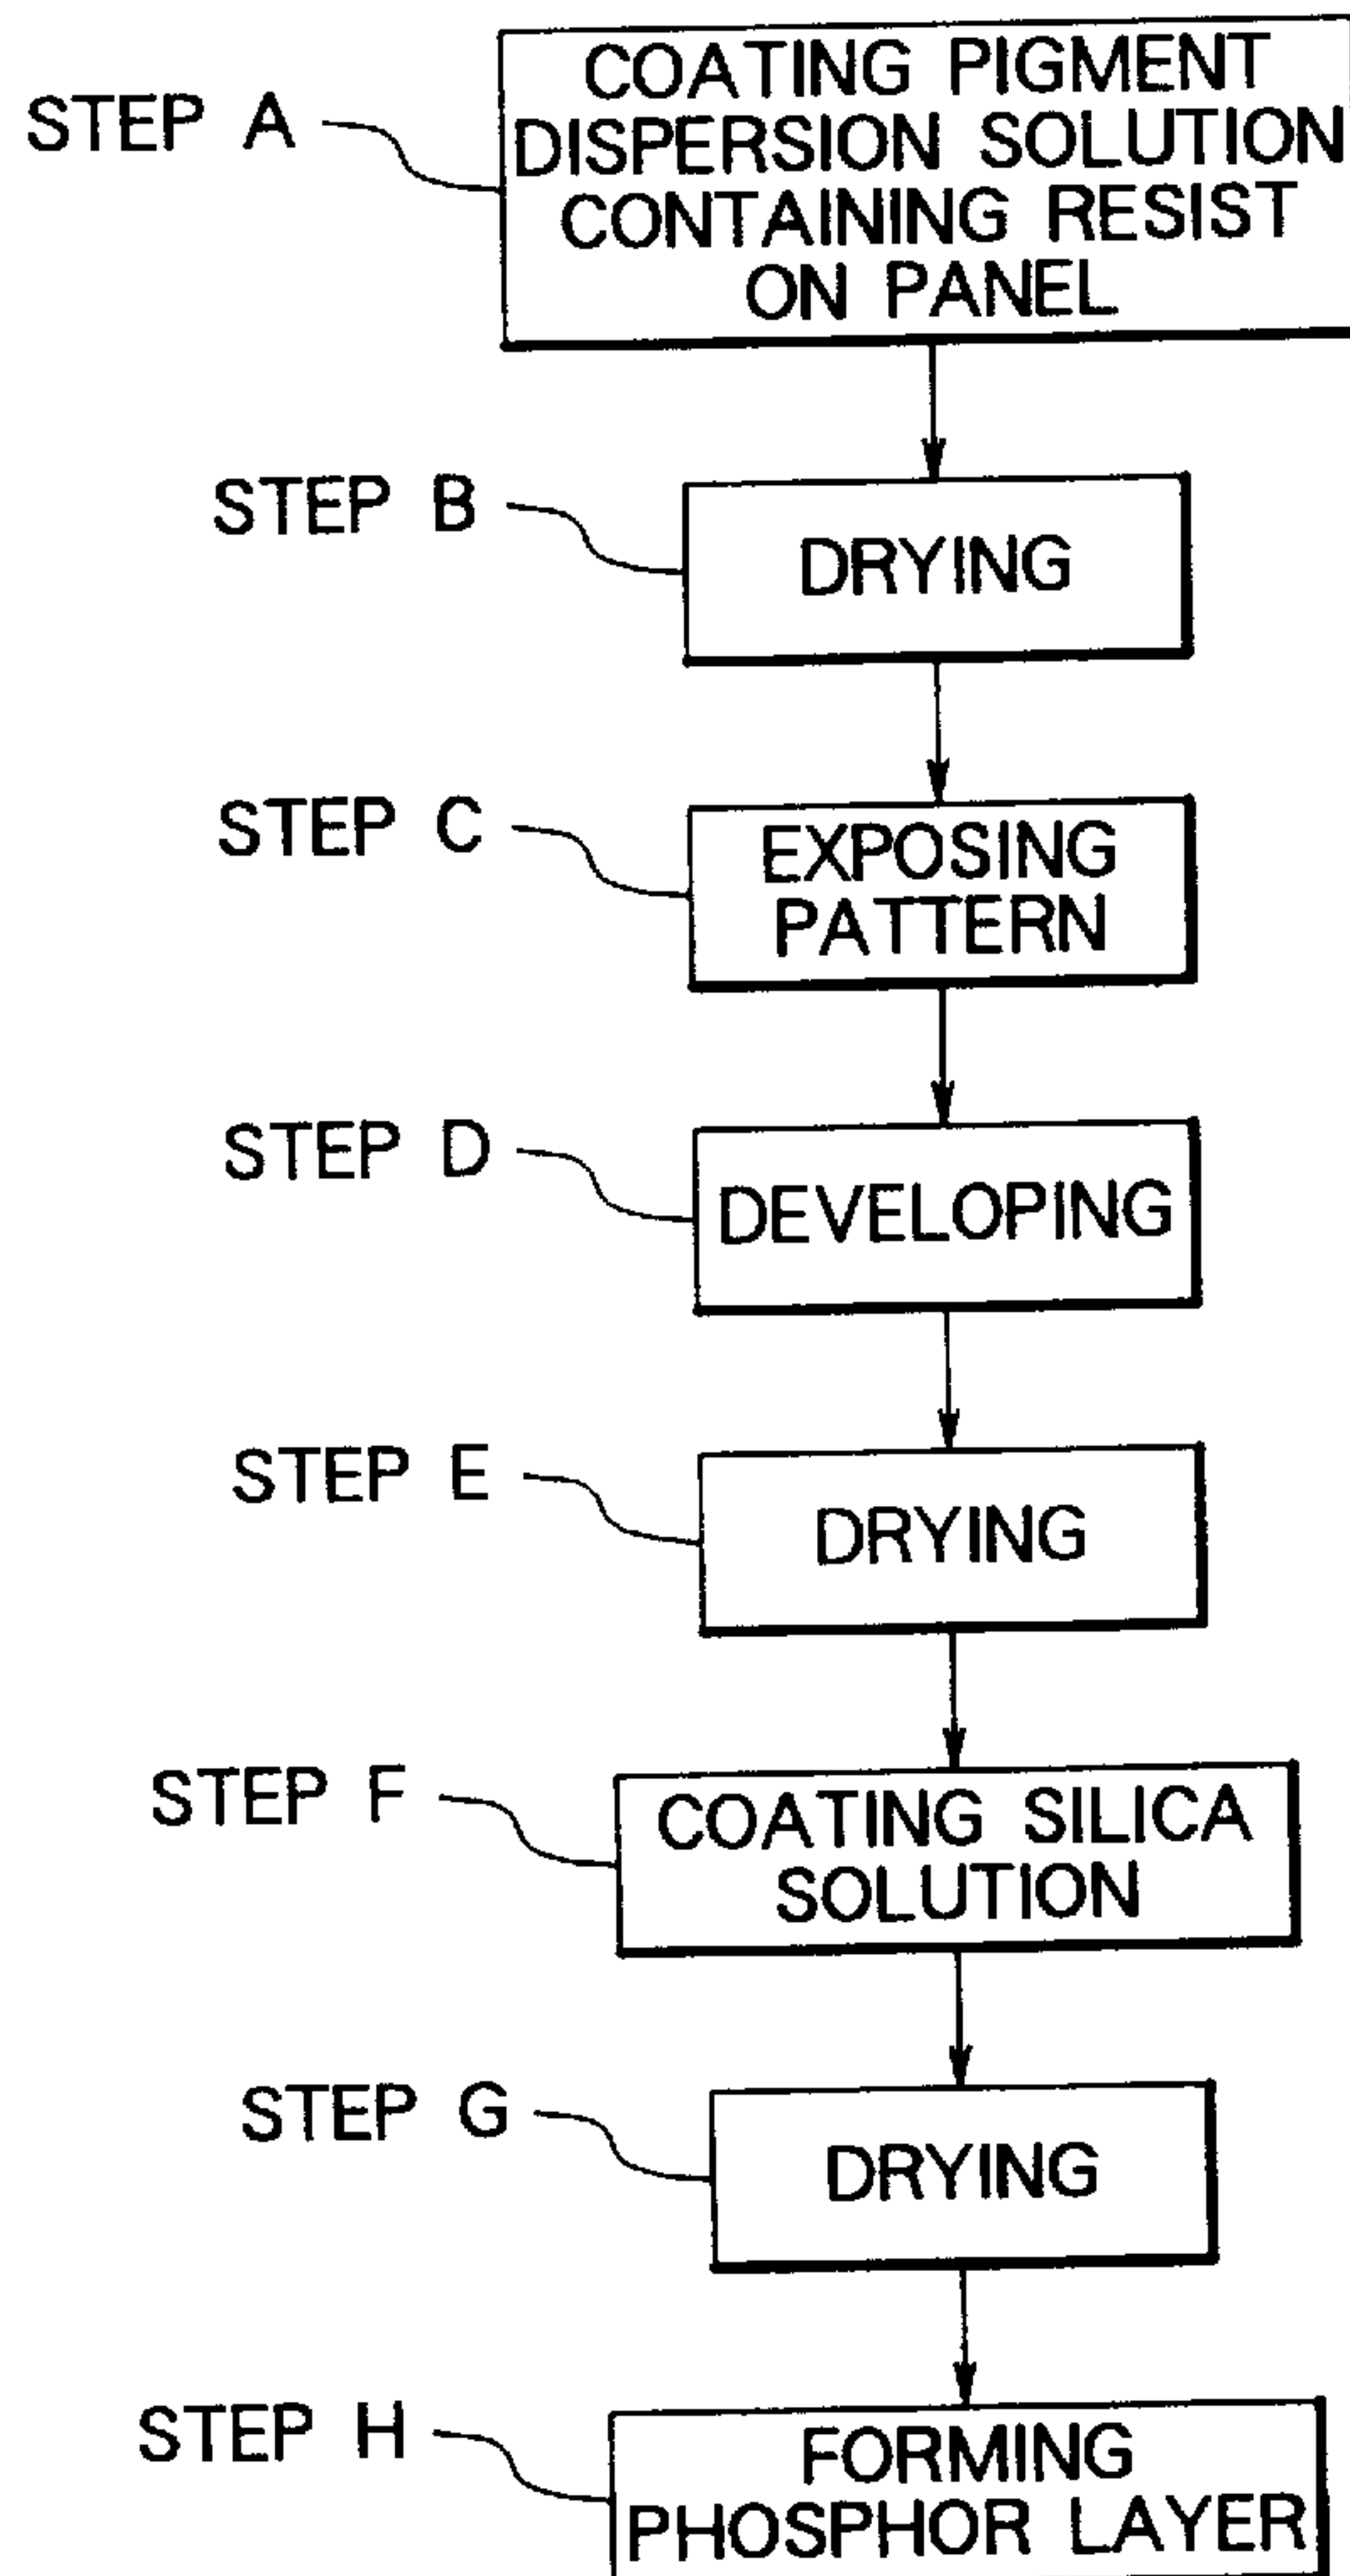 STEP A
COATING PIGMENT
DISPERSION SOLUTION
CONTAINING RESIST
ON PANEL
STEP B
DRYING
STEP C
EXPOSING
PATTERN
STEP D
DEVELOPING
STEP E
DRYING
STEP F
COATING SILICA
SOLUTION
STEP G
DRYING
STEP H
FORMING
PHOSPHOR LAYER